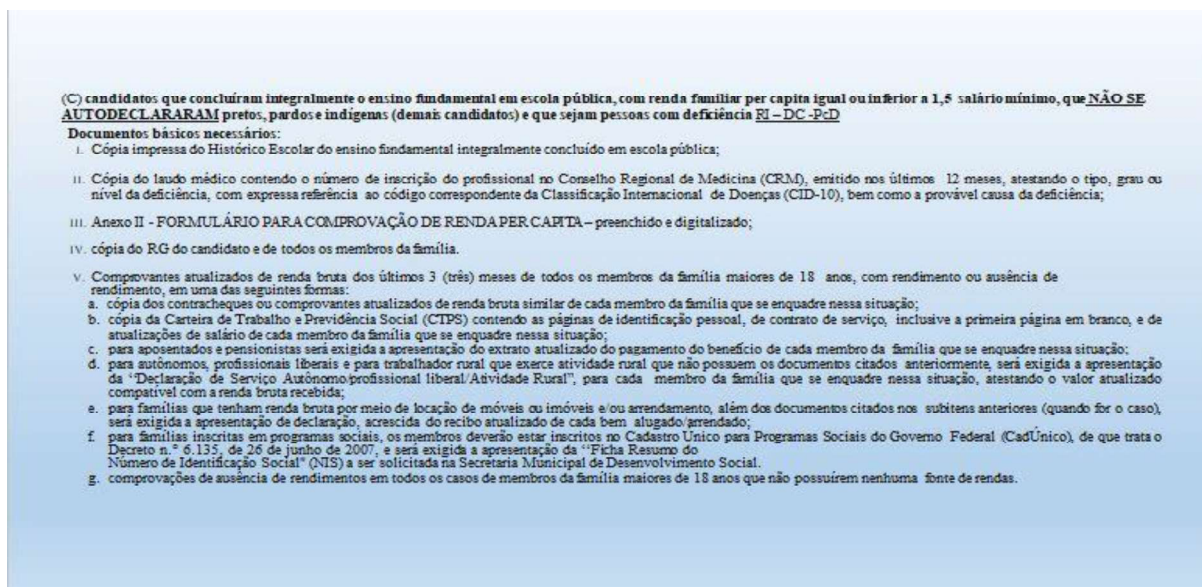 (C) candidatos que concluíram integralmente o ensino fundamental em escola pública, com renda familiar per capita igual ou inferior a 1,5 salário mínimo, que NÃO SE
AUTODECLARARAM pretos, pardos e indígenas (demais candidatos) e que sejam pessoas com deficiência RI – DC -PcD
Documentos básicos necessários:
I. Cópia impressa do Histórico Escolar do ensino fundamental integralmente concluído em escola pública;
II. Cópia do laudo médico contendo o número de inscrição do profissional no Conselho Regional de Medicina (CRM), emitido nos últimos 12 meses, atestando o tipo, grau ou
nível da deficiência, com expressa referência ao código correspondente da Classificação Internacional de Doenças (CID-10), bem como a provável causa da deficiência;
III. Anexo II - FORMULÁRIO PARA COMPROVAÇÃO DE RENDA PER CAPITA – preenchido e digitalizado;
IV. cópia do RG do candidato e de todos os membros da família.
V. Comprovantes atualizados de renda bruta dos últimos 3 (três) meses de todos os membros da família maiores de 18 anos, com rendimento ou ausência de
rendimento, em uma das seguintes formas:
a. cópia dos contracheques ou comprovantes atualizados de renda bruta similar de cada membro da família que se enquadre nessa situação;
b. cópia da Carteira de Trabalho e Previdência Social (CTPS) contendo as páginas de identificação pessoal, de contrato de serviço, inclusive a primeira página em branco, e de
atualizações de salário de cada membro da família que se enquadre nessa situação;
c. para aposentados e pensionistas será exigida a apresentação do extrato atualizado do pagamento do benefício de cada membro da família que se enquadre nessa situação;
d. para autônomos, profissionais liberais e para trabalhador rural que exerce atividade rural que não possuem os documentos citados anteriormente, será exigida a apresentação
da "Declaração de Serviço Autônomo/profissional liberal/Atividade Rural", para cada membro da família que se enquadre nessa situação, atestando o valor atualizado
compatível com a renda bruta recebida;
e. para famílias que tenham renda bruta por meio de locação de móveis ou imóveis e/ou arrendamento, além dos documentos citados nos subitens anteriores (quando for o caso),
será exigida a apresentação de declaração, acrescida do recibo atualizado de cada bem alugado/arrendado;
f. para famílias inscritas em programas sociais, os membros deverão estar inscritos no Cadastro Unico para Programas Sociais do Governo Federal (CadÚnico), de que trata o
Decreto n.° 6.135, de 26 de junho de 2007, e será exigida a apresentação da "Ficha Resumo do
Número de Identificação Social" (NIS) a ser solicitada na Secretaria Municipal de Desenvolvimento Social.
g. comprovações de ausência de rendimentos em todos os casos de membros da família maiores de 18 anos que não possuírem nenhuma fonte de rendas.